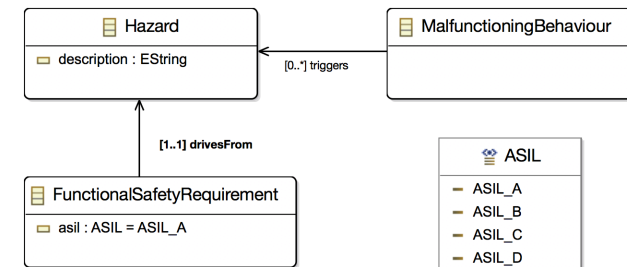 Hazard
description : EString
MalfunctioningBehaviour
[0..*] triggers
[1..1] drivesFrom
FunctionalSafetyRequirement
asil : ASIL = ASIL_A
ASIL
ASIL_A
ASIL_B
ASIL_C
ASIL_D